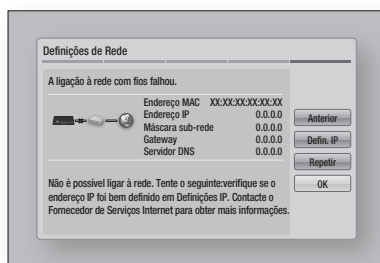 Definições de Rede
A ligação à rede com fios falhou.
Endereço MAC XX:XX:XX:XX:XX:XX
Endereço IP 0.0.0.0
Máscara sub-rede 0.0.0.0
Gateway 0.0.0.0
Servidor DNS 0.0.0.0
Não é possível ligar à rede. Tente o seguinte:verifique se o
endereço IP foi bem definido em Definições IP. Contacte o
Fornecedor de Serviços Internet para obter mais informações.
Anterior
Defin. IP
Repetir
OK